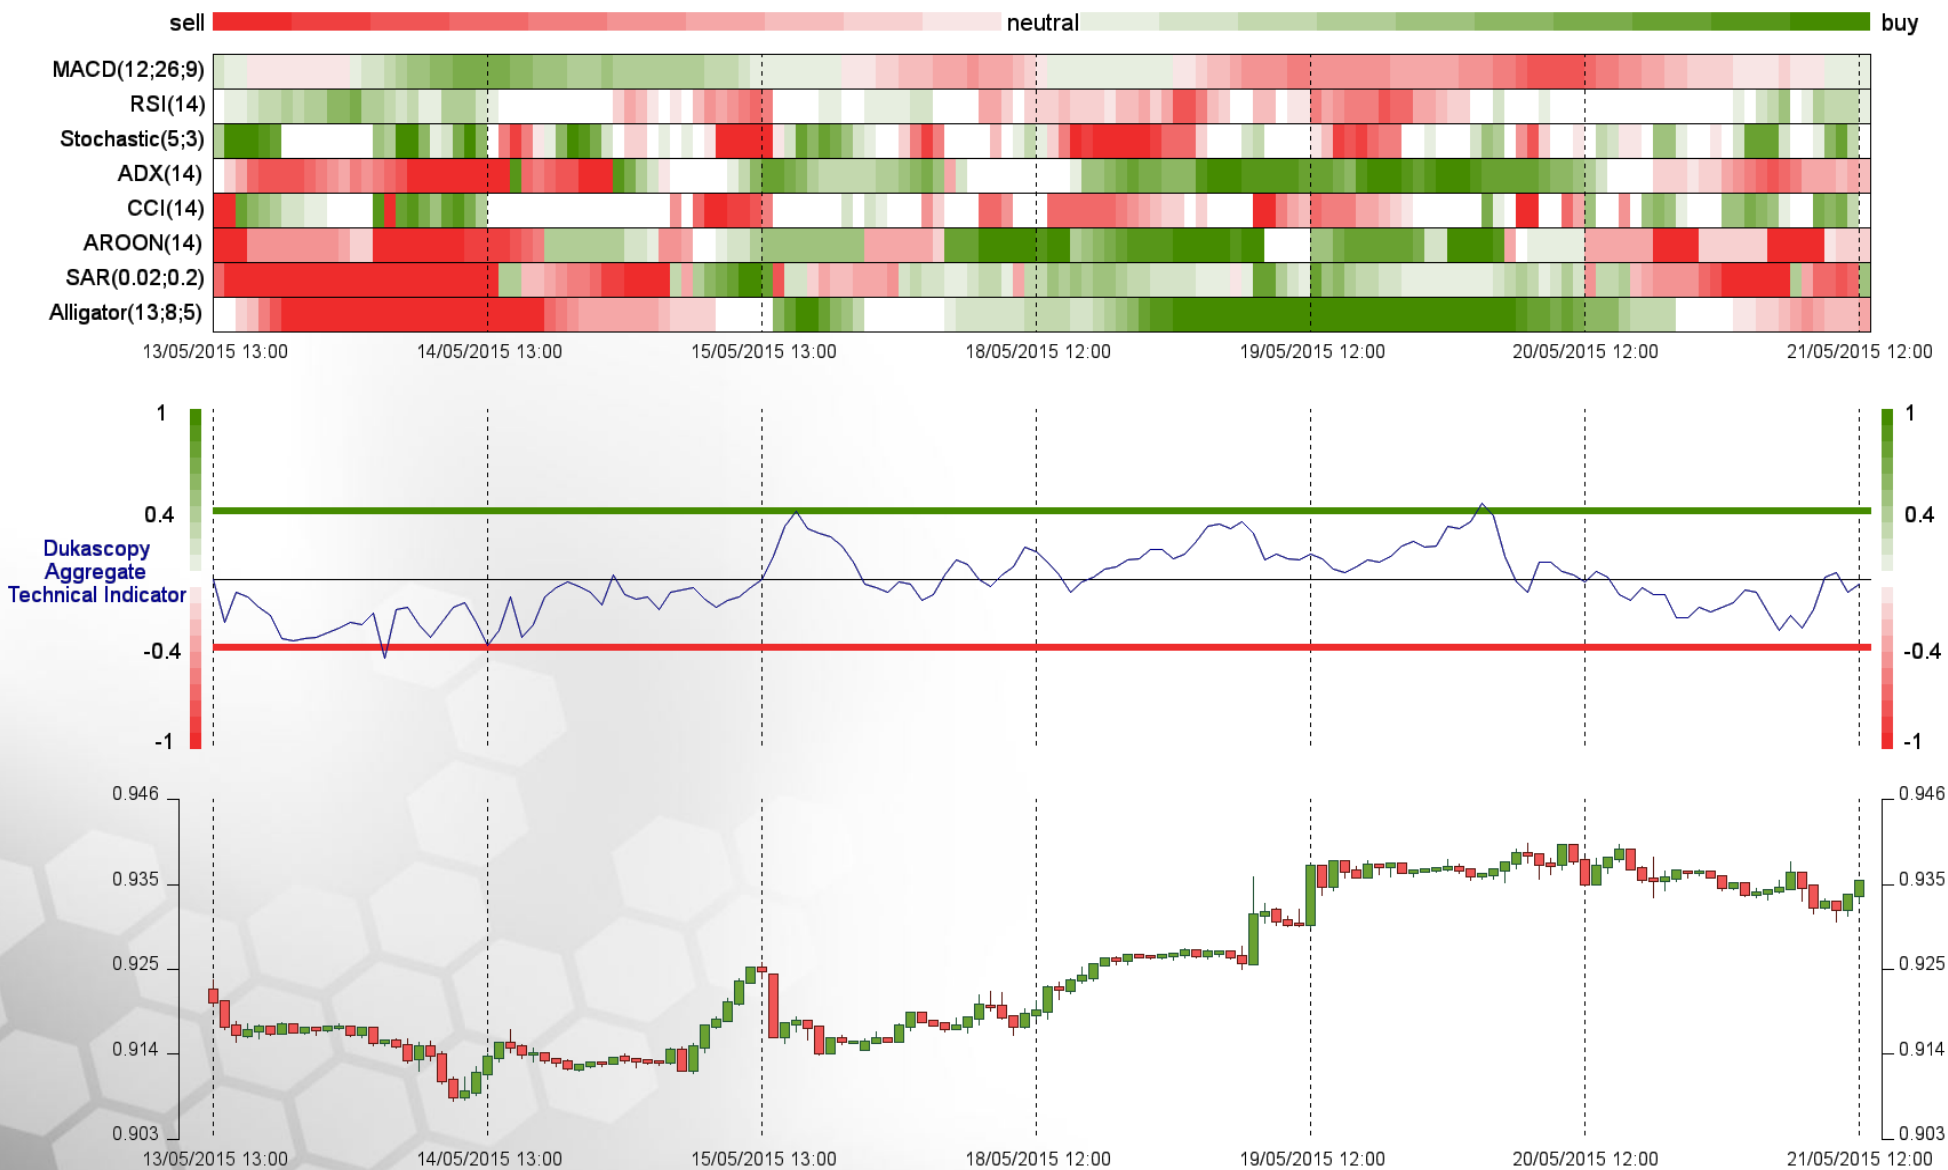 sell neutral buy
MACD(12;26;9)
RSI(14)
Stochastic(5;3)
ADX(14)
CCI(14)
AROON(14)
SAR(0.02;0.2)
Alligator(13;8;5)
13/05/2015 13:00 14/05/2015 13:00 15/05/2015 13:00 18/05/2015 12:00 19/05/2015 12:00 20/05/2015 12:00 21/05/2015 12:00
1 1
0.4 0.4
Dukascopy
Aggregate
Technical Indicator
-0.4 -0.4
-1 -1
0.946 0.946
0.935 0.935
0.925 0.925
0.914 0.914
0.903 0.903
13/05/2015 13:00 14/05/2015 13:00 15/05/2015 13:00 18/05/2015 12:00 19/05/2015 12:00 20/05/2015 12:00 21/05/2015 12:00